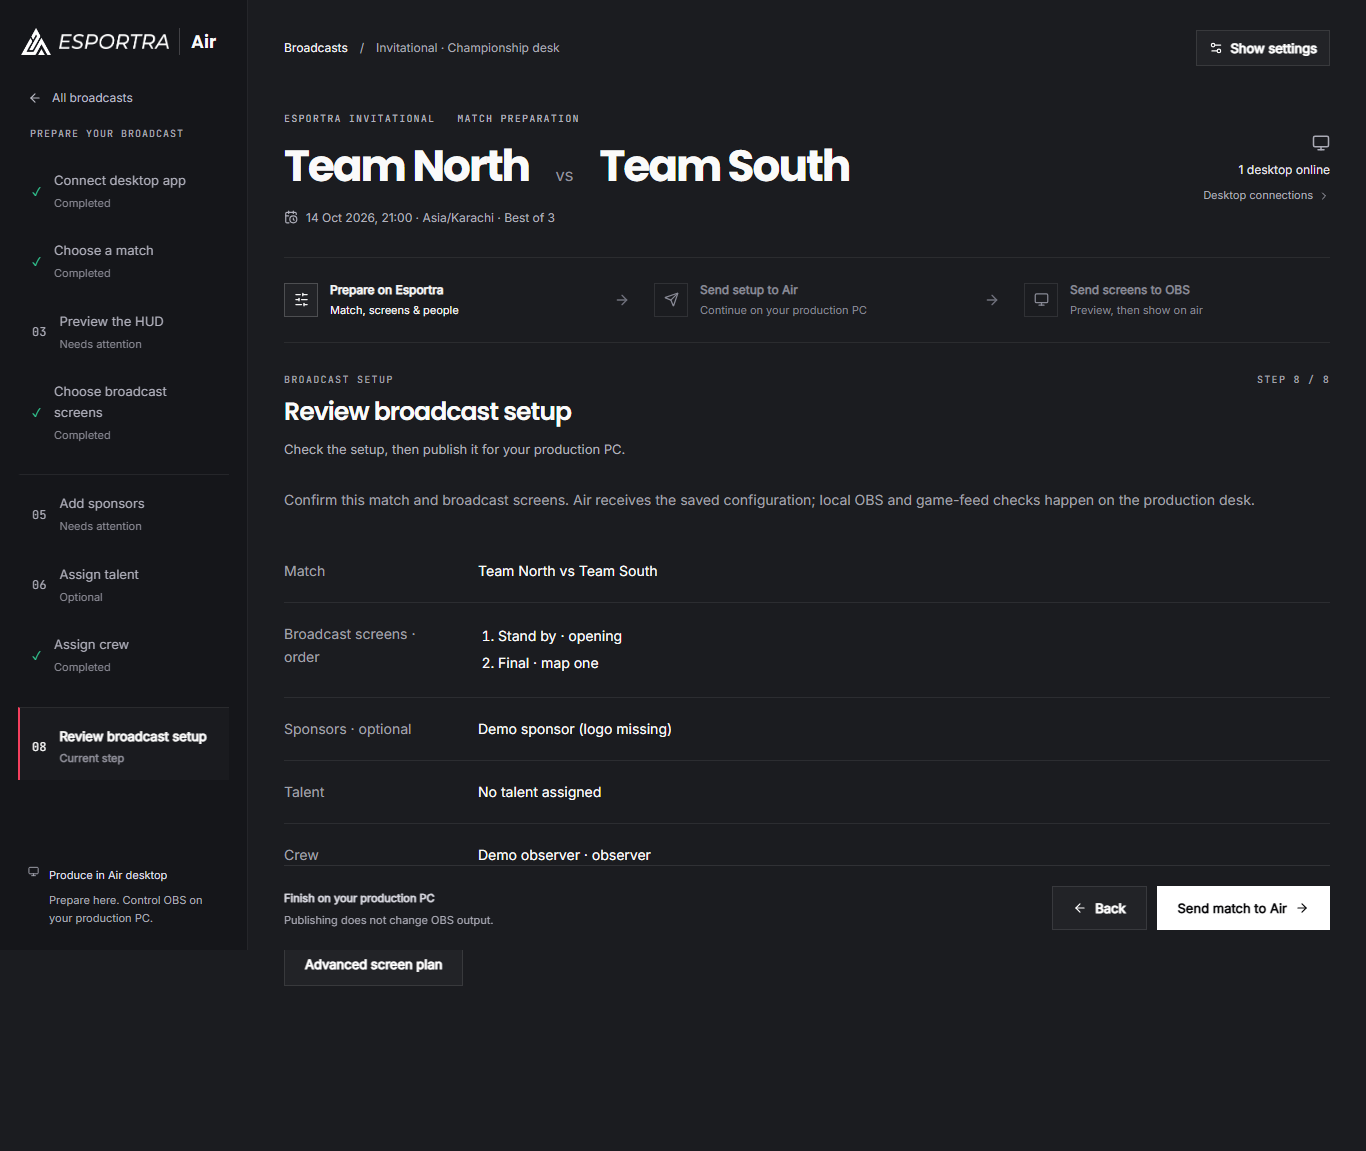 ESPORTRA Air
All broadcasts
PREPARE YOUR BROADCAST
Connect desktop app
Completed
Choose a match
Completed
03
Preview the HUD
Needs attention
Choose broadcast
screens
Completed
05
Add sponsors
Needs attention
06
Assign talent
Optional
Assign crew
Completed
08
Review broadcast setup
Current step
Produce in Air desktop
Prepare here. Control OBS on
your production PC.
Broadcasts / Invitational · Championship desk
Show settings
ESPORTRA INVITATIONAL MATCH PREPARATION
Team North vs Team South
14 Oct 2026, 21:00 · Asia/Karachi · Best of 3
1 desktop online
Desktop connections
Prepare on Esportra
Match, screens & people
Send setup to Air
Continue on your production PC
Send screens to OBS
Preview, then show on air
BROADCAST SETUP
STEP 8 / 8
Review broadcast setup
Check the setup, then publish it for your production PC.
Confirm this match and broadcast screens. Air receives the saved configuration; local OBS and game-feed checks happen on the production desk.
Match
Team North vs Team South
Broadcast screens ·
order
1. Stand by · opening
2. Final · map one
Sponsors · optional
Demo sponsor (logo missing)
Talent
No talent assigned
Crew
Demo observer · observer
Finish on your production PC
Publishing does not change OBS output.
Back
Send match to Air
Advanced screen plan